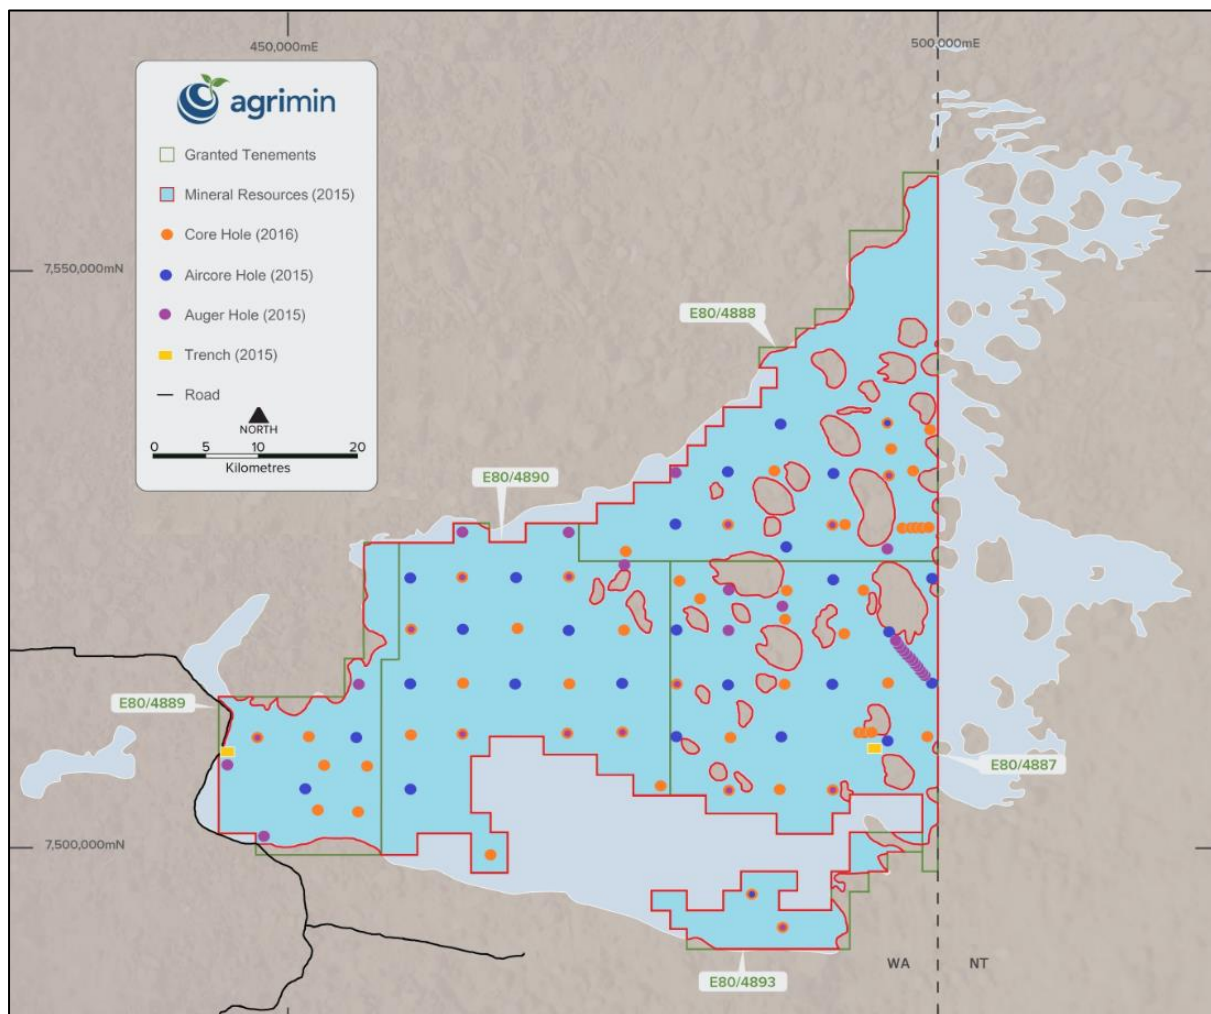 450,000mE
500,000mE
agrimin
Granted Tenements
Mineral Resources (2015)
Core Hole (2016)
Aircore Hole (2015)
Auger Hole (2015)
Trench (2015)
Road
NORTH
0 5 10 20
Kilometres
7,550,000mN
E80/4888
E80/4890
E80/4889
E80/4887
7,500,000mN
WA NT
E80/4893